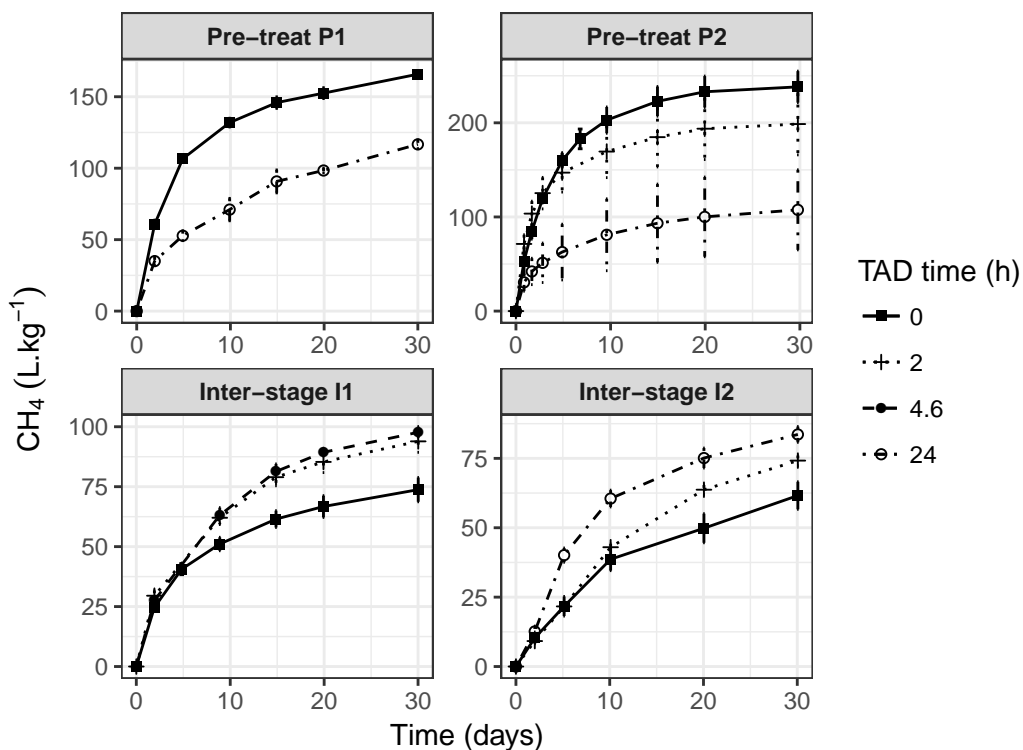 Pre−treat P1
Pre−treat P2
150
100
50
0
200
100
0
0 10 20 30
0 10 20 30
Inter−stage I1
Inter−stage I2
100
75
50
25
0
75
50
25
0
0 10 20 30
0 10 20 30
CH₄ (L.kg⁻¹)
Time (days)
TAD time (h)
0
2
4.6
24